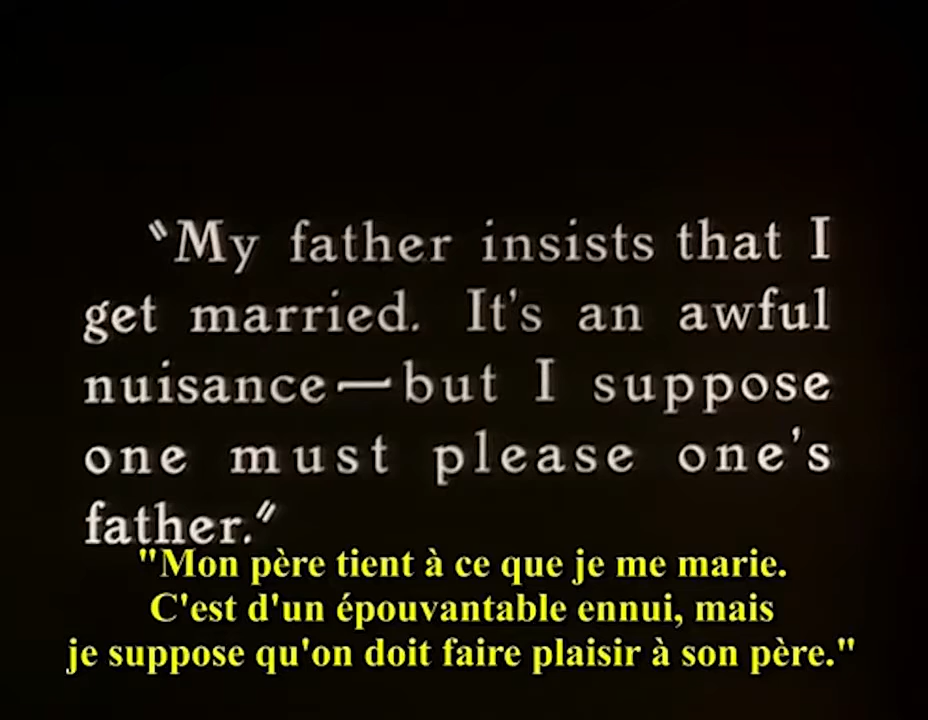 "My father insists that I
get married. It's an awful
nuisance—but I suppose
one must please one's
father."
"Mon père tient à ce que je me marie.
C'est d'un épouvantable ennui, mais
je suppose qu'on doit faire plaisir à son père."